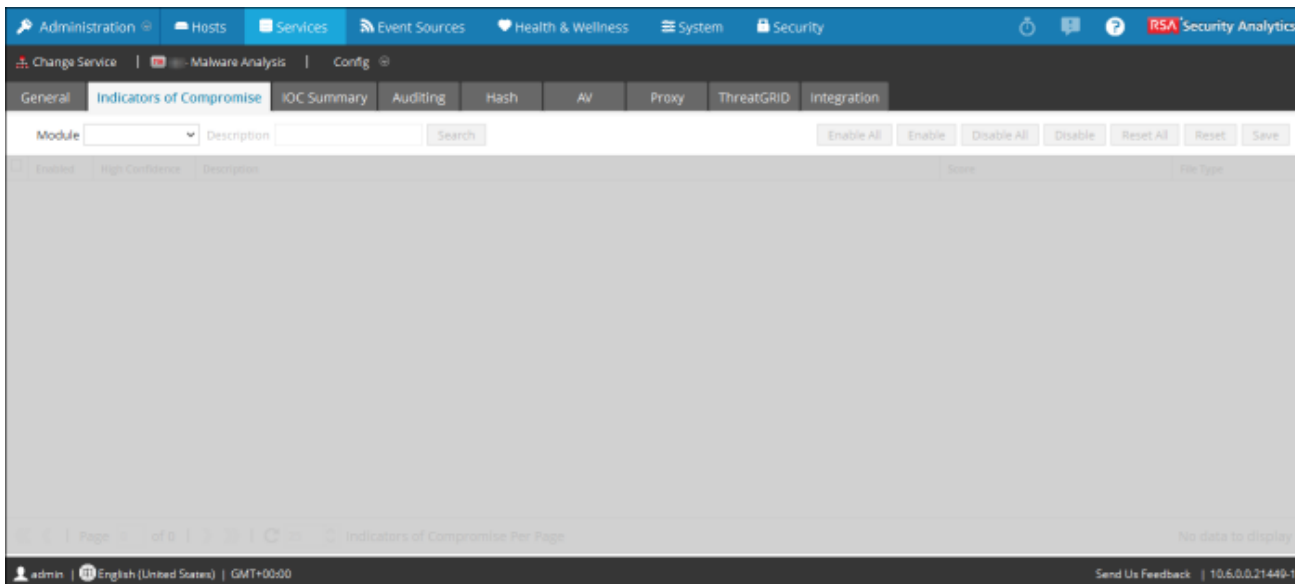 Administration Hosts Services Event Sources Health & Wellness System Security RSA Security Analytics
Change Service | - Malware Analysis | Config
General Indicators of Compromise IOC Summary Auditing Hash AV Proxy ThreatGRID Integration
Module Description Search Enable All Enable Disable All Disable Reset All Reset Save
Enabled High Confidence Description Score File Type
| Page of 0 | | Indicators of Compromise Per Page No data to display
admin | English (United States) | GMT+00:00 Send Us Feedback | 10.6.0.0.21449-1